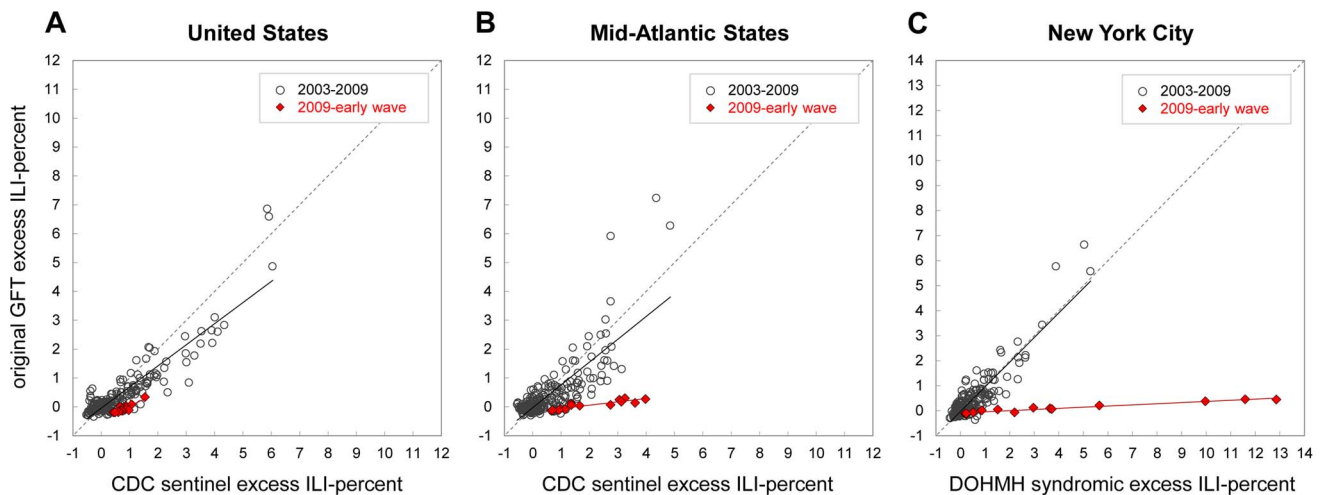 A
United States
12
11
10
9
8
7
6
5
4
3
2
1
0
-1
-1 0 1 2 3 4 5 6 7 8 9 10 11 12
2003-2009
2009-early wave
original GFT excess ILI-percent
CDC sentinel excess ILI-percent
B
Mid-Atlantic States
12
11
10
9
8
7
6
5
4
3
2
1
0
-1
-1 0 1 2 3 4 5 6 7 8 9 10 11 12
2003-2009
2009-early wave
CDC sentinel excess ILI-percent
C
New York City
14
13
12
11
10
9
8
7
6
5
4
3
2
1
0
-1
-1 0 1 2 3 4 5 6 7 8 9 10 11 12 13 14
2003-2009
2009-early wave
DOHMH syndromic excess ILI-percent